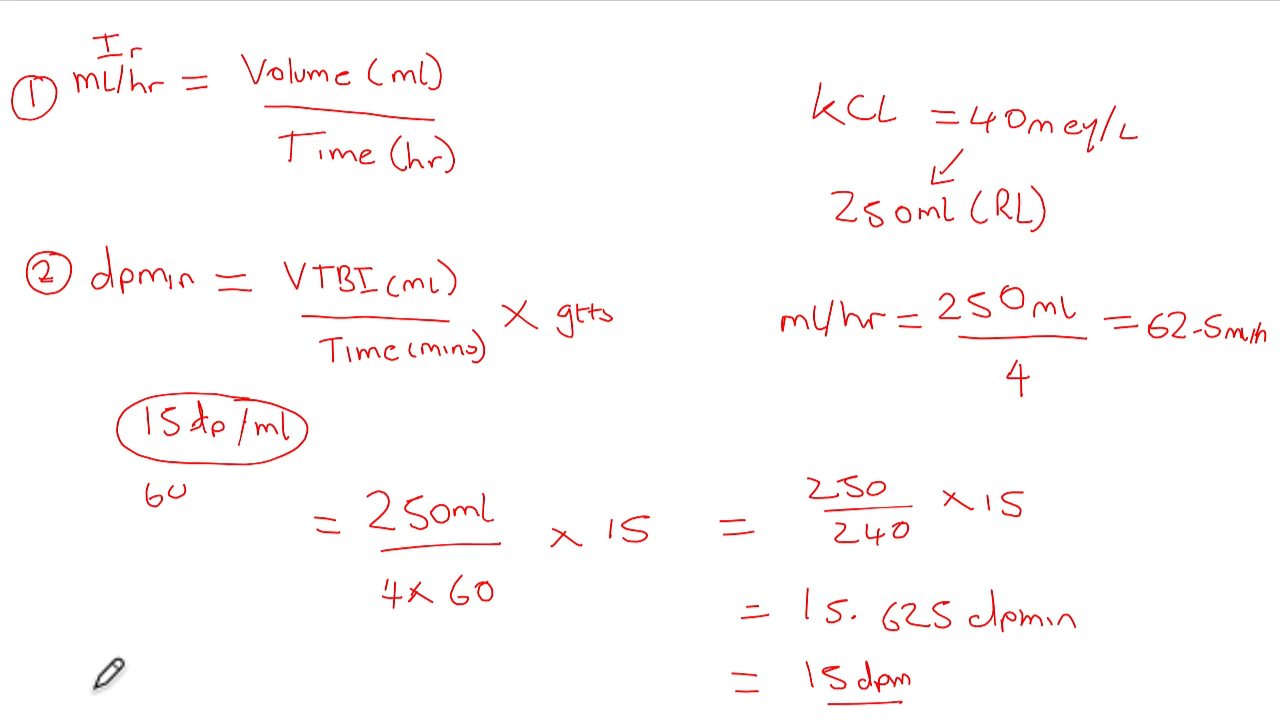 Ir
① mL/hr = Volume (ml) / Time (hr)
② dpmin = VTBI (mL) / Time (mins) × gtts
15dp/ml
60
= 250ml / 4 × 60 × 15 = 250 / 240 × 15
= 15.625 dpmin
= 15 dpm
kCL = 40meq/L
250ml (RL)
ml/hr = 250ml / 4 = 62.5ml/h